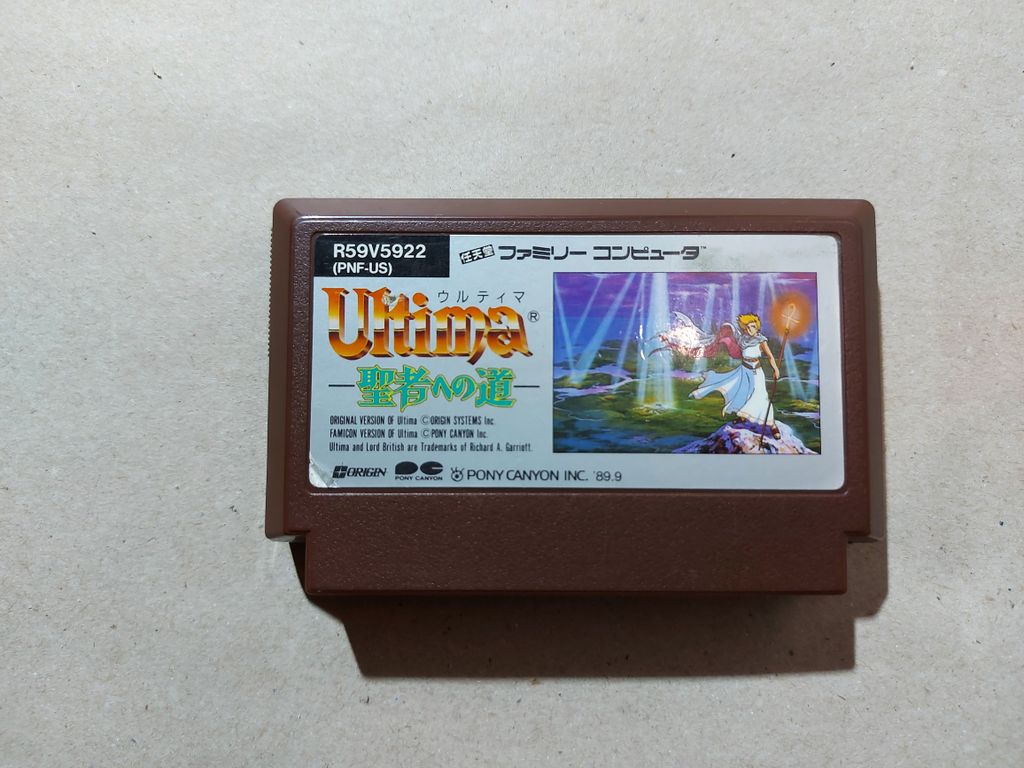 R59V5922
(PNF-US)
任天堂 ファミリー コンピュータ™
ウルティマ
Ultima®
聖者への道
ORIGINAL VERSION OF Ultima ©ORIGIN SYSTEMS Inc.
FAMICON VERSION OF Ultima ©PONY CANYON Inc.
Ultima and Lord British are Trademarks of Richard A. Garriott.
ORIGIN PONY CANYON PONY CANYON INC. '89.9